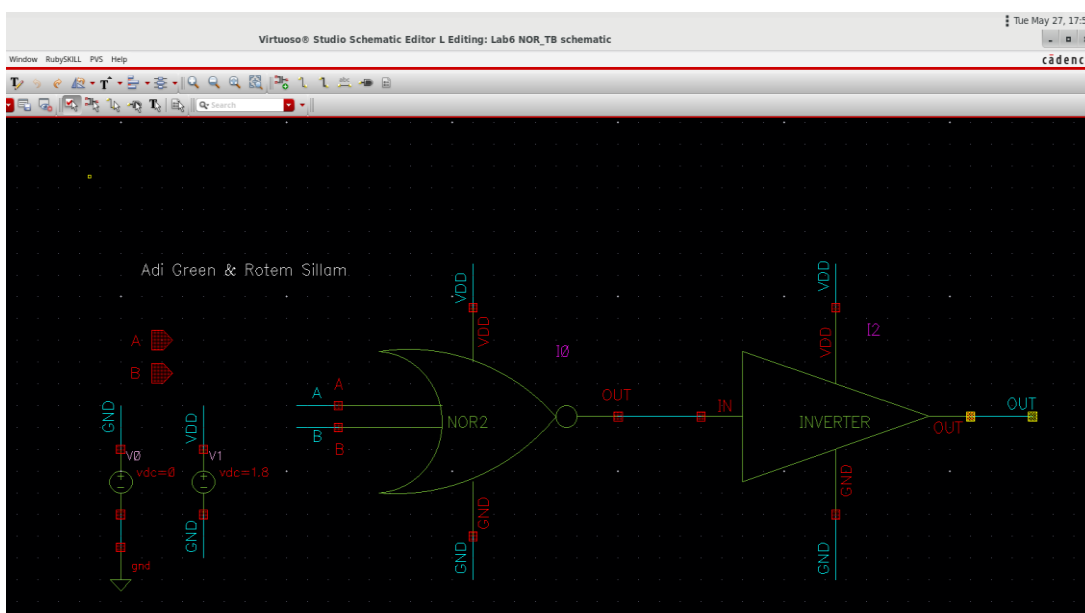 Tue May 27, 17:5
Virtuoso® Studio Schematic Editor L Editing: Lab6 NOR_TB schematic
Window RubySKILL PVS Help
cādenc
Search
Adi Green & Rotem Sillam
VDD
VDD
VDD
VDD
I0
I2
A
B
A
A
B
B
NOR2
OUT
IN
INVERTER
OUT
OUT
GND
V0
vdc=0
VDD
V1
vdc=1.8
GND
gnd
GND
GND
GND
GND